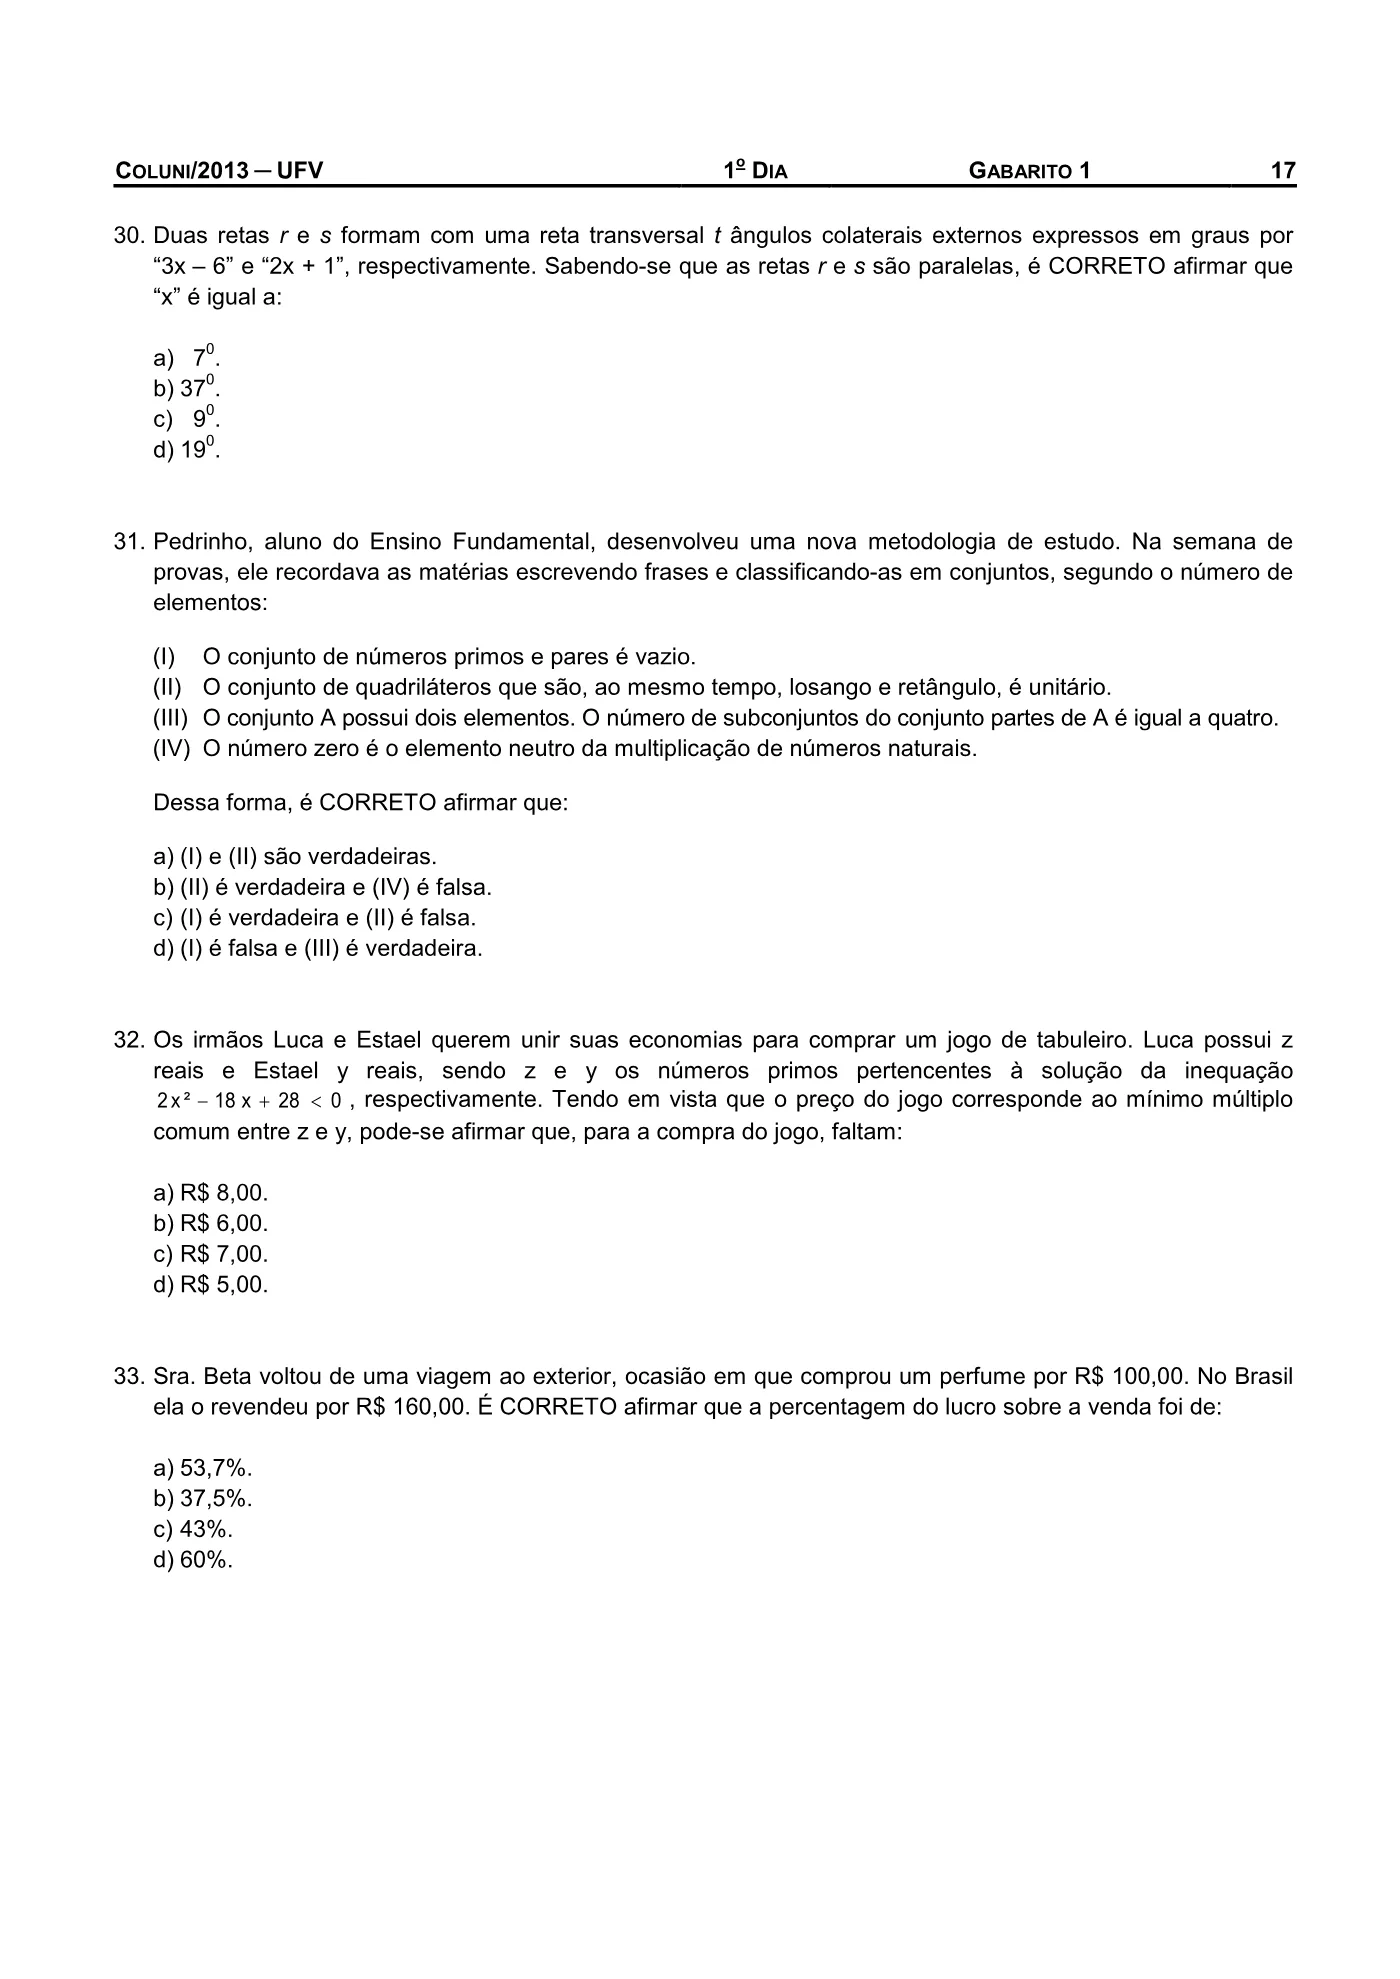 COLUNI/2013 — UFV 1º DIA GABARITO 1 17
30. Duas retas r e s formam com uma reta transversal t ângulos colaterais externos expressos em graus por
“3x – 6” e “2x + 1”, respectivamente. Sabendo-se que as retas r e s são paralelas, é CORRETO afirmar que
“x” é igual a:
a) 7⁰.
b) 37⁰.
c) 9⁰.
d) 19⁰.
31. Pedrinho, aluno do Ensino Fundamental, desenvolveu uma nova metodologia de estudo. Na semana de
provas, ele recordava as matérias escrevendo frases e classificando-as em conjuntos, segundo o número de
elementos:
(I) O conjunto de números primos e pares é vazio.
(II) O conjunto de quadriláteros que são, ao mesmo tempo, losango e retângulo, é unitário.
(III) O conjunto A possui dois elementos. O número de subconjuntos do conjunto partes de A é igual a quatro.
(IV) O número zero é o elemento neutro da multiplicação de números naturais.
Dessa forma, é CORRETO afirmar que:
a) (I) e (II) são verdadeiras.
b) (II) é verdadeira e (IV) é falsa.
c) (I) é verdadeira e (II) é falsa.
d) (I) é falsa e (III) é verdadeira.
32. Os irmãos Luca e Estael querem unir suas economias para comprar um jogo de tabuleiro. Luca possui z
reais e Estael y reais, sendo z e y os números primos pertencentes à solução da inequação
2x² − 18x + 28 < 0 , respectivamente. Tendo em vista que o preço do jogo corresponde ao mínimo múltiplo
comum entre z e y, pode-se afirmar que, para a compra do jogo, faltam:
a) R$ 8,00.
b) R$ 6,00.
c) R$ 7,00.
d) R$ 5,00.
33. Sra. Beta voltou de uma viagem ao exterior, ocasião em que comprou um perfume por R$ 100,00. No Brasil
ela o revendeu por R$ 160,00. É CORRETO afirmar que a percentagem do lucro sobre a venda foi de:
a) 53,7%.
b) 37,5%.
c) 43%.
d) 60%.